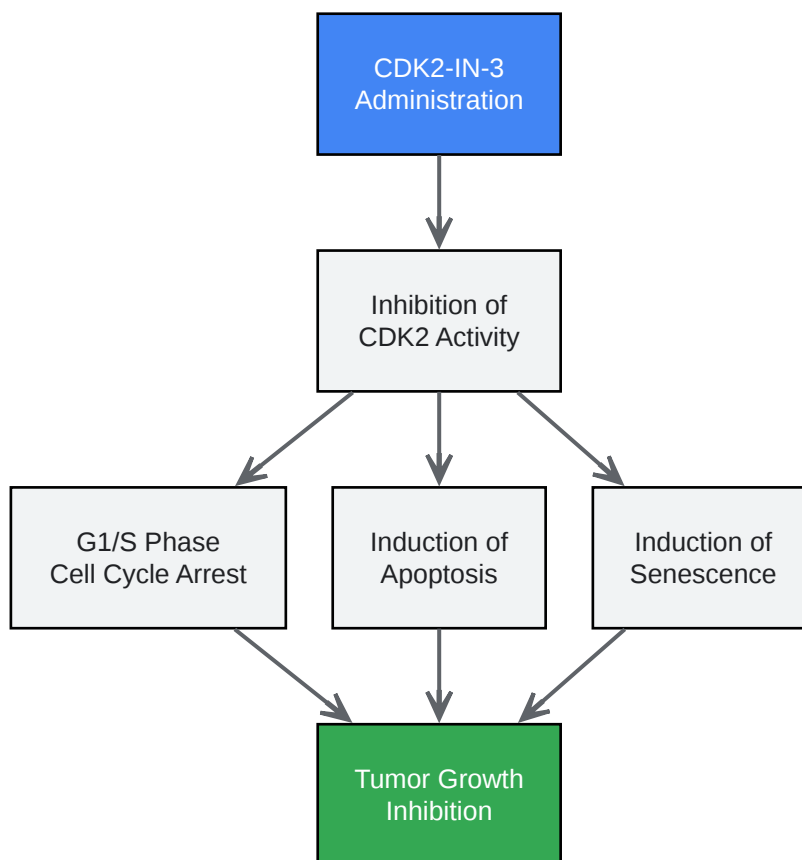 CDK2-IN-3
Administration
Inhibition of
CDK2 Activity
G1/S Phase
Cell Cycle Arrest
Induction of
Apoptosis
Induction of
Senescence
Tumor Growth
Inhibition